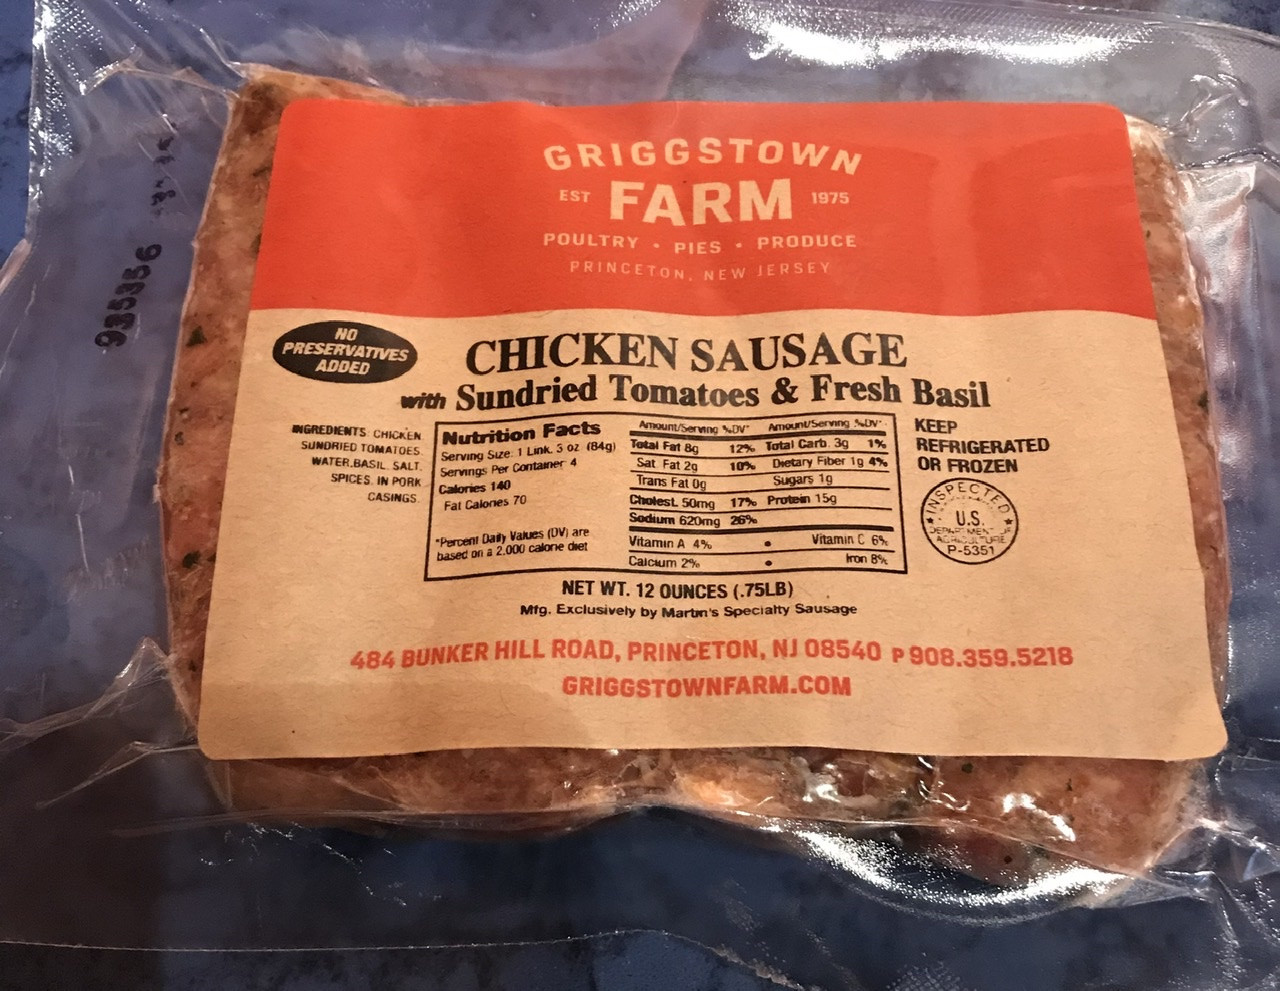 GRIGGSTOWN
EST FARM 1975
POULTRY • PIES • PRODUCE
PRINCETON, NEW JERSEY
NO
PRESERVATIVES
ADDED
CHICKEN SAUSAGE
with Sundried Tomatoes & Fresh Basil
INGREDIENTS: CHICKEN,
SUNDRIED TOMATOES,
WATER, BASIL, SALT,
SPICES, IN PORK
CASINGS.
Nutrition Facts
Serving Size: 1 Link, 3 oz. (84g)
Servings Per Container 4
Calories 140
Fat Calories 70
*Percent Daily Values (DV) are
based on a 2,000 calorie diet
Amount/Serving %DV* Amount/Serving %DV*
Total Fat 8g 12% Total Carb. 3g 1%
Sat. Fat 2g 10% Dietary Fiber 1g 4%
Trans Fat 0g Sugars 1g
Cholest. 50mg 17% Protein 15g
Sodium 620mg 26%
Vitamin A 4% • Vitamin C 6%
Calcium 2% • Iron 8%
KEEP
REFRIGERATED
OR FROZEN
INSPECTED
U.S.
DEPARTMENT OF
AGRICULTURE
P-5351
NET WT. 12 OUNCES (.75LB)
Mfg. Exclusively by Martin's Specialty Sausage
484 BUNKER HILL ROAD, PRINCETON, NJ 08540 P 908.359.5218
GRIGGSTOWNFARM.COM